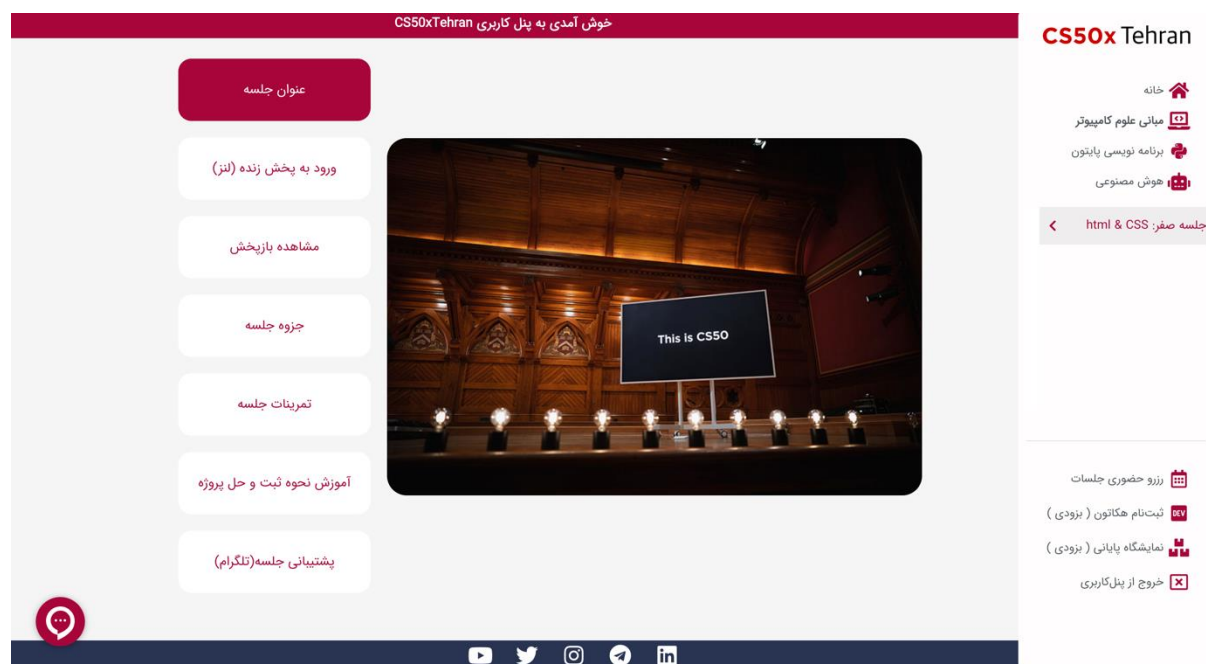 خوش آمدی به پنل کاربری CS50xTehran
CS50x Tehran
خانه
مبانی علوم کامپیوتر
برنامه نویسی پایتون
هوش مصنوعی
جلسه صفر: html & CSS
رزرو حضوری جلسات
DEV
ثبت‌نام هکاتون ( بزودی )
نمایشگاه پایانی ( بزودی )
خروج از پنل‌کاربری
This is CS50
عنوان جلسه
ورود به پخش زنده (لنز)
مشاهده بازپخش
جزوه جلسه
تمرینات جلسه
آموزش نحوه ثبت و حل پروژه
پشتیبانی جلسه(تلگرام)
in